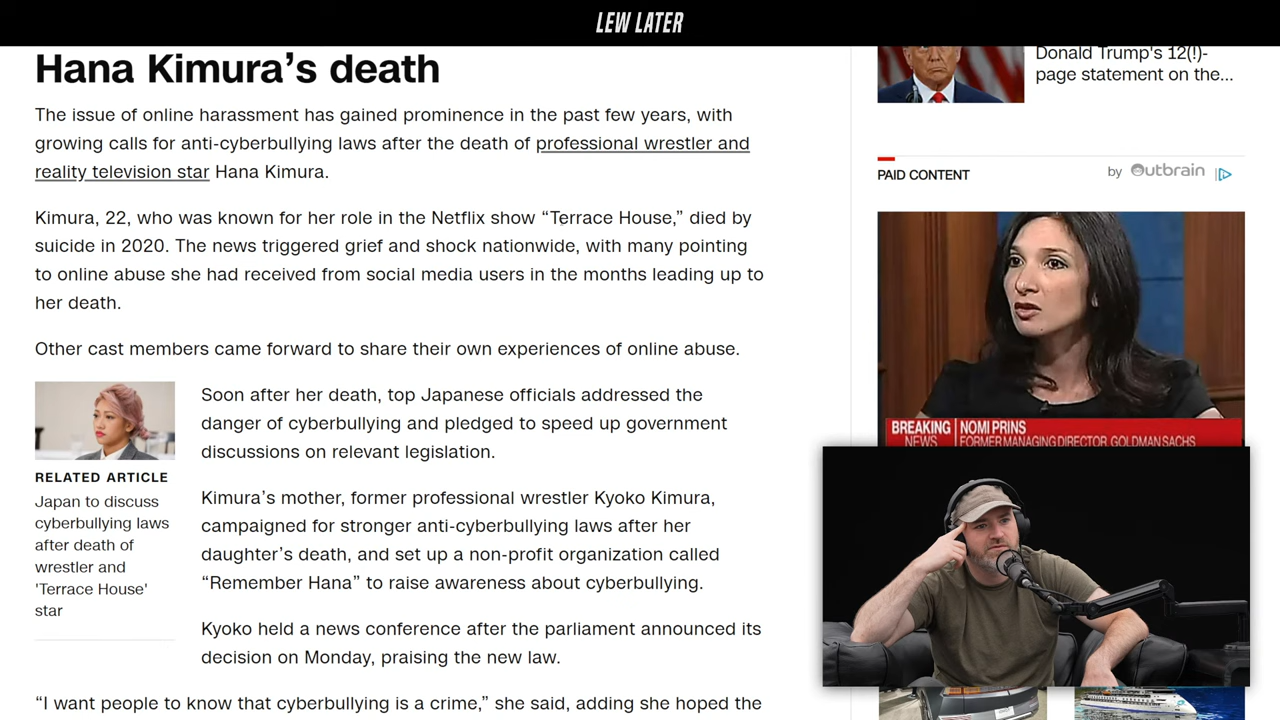 LEW LATER
Hana Kimura's death
The issue of online harassment has gained prominence in the past few years, with
growing calls for anti-cyberbullying laws after the death of professional wrestler and
reality television star Hana Kimura.
Kimura, 22, who was known for her role in the Netflix show “Terrace House,” died by
suicide in 2020. The news triggered grief and shock nationwide, with many pointing
to online abuse she had received from social media users in the months leading up to
her death.
Other cast members came forward to share their own experiences of online abuse.
RELATED ARTICLE
Japan to discuss
cyberbullying laws
after death of
wrestler and
'Terrace House'
star
Soon after her death, top Japanese officials addressed the
danger of cyberbullying and pledged to speed up government
discussions on relevant legislation.
Kimura’s mother, former professional wrestler Kyoko Kimura,
campaigned for stronger anti-cyberbullying laws after her
daughter’s death, and set up a non-profit organization called
“Remember Hana” to raise awareness about cyberbullying.
Kyoko held a news conference after the parliament announced its
decision on Monday, praising the new law.
“I want people to know that cyberbullying is a crime,” she said, adding she hoped the
Donald Trump's 12(!)-
page statement on the...
PAID CONTENT
by Outbrain
BREAKING
NEWS
NOMI PRINS
FORMER MANAGING DIRECTOR, GOLDMAN SACHS